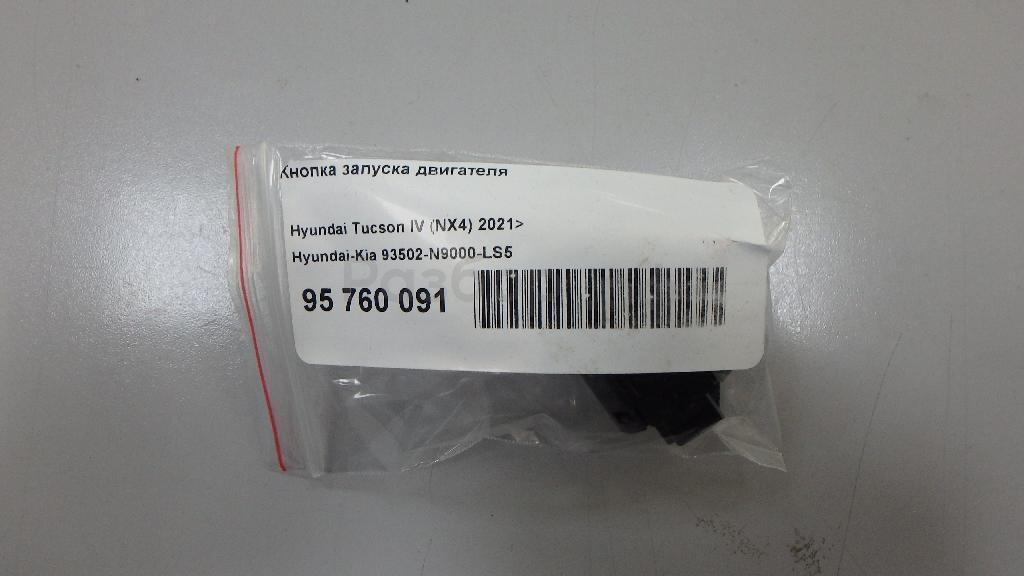 Кнопка запуска двигателя
Hyundai Tucson IV (NX4) 2021>
Hyundai-Kia 93502-N9000-LS5
95 760 091